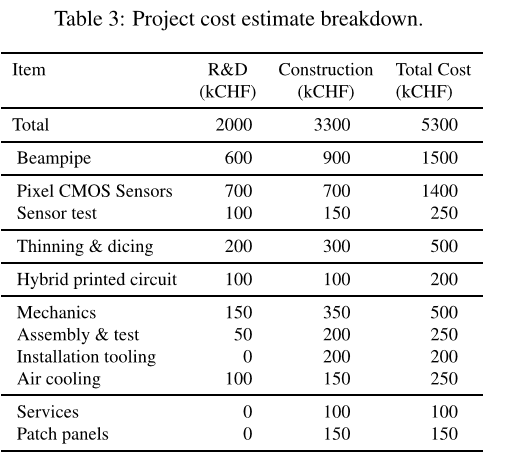 Table 3: Project cost estimate breakdown.
Item R&D Construction Total Cost
(kCHF) (kCHF) (kCHF)
Total 2000 3300 5300
Beampipe 600 900 1500
Pixel CMOS Sensors 700 700 1400
Sensor test 100 150 250
Thinning & dicing 200 300 500
Hybrid printed circuit 100 100 200
Mechanics 150 350 500
Assembly & test 50 200 250
Installation tooling 0 200 200
Air cooling 100 150 250
Services 0 100 100
Patch panels 0 150 150